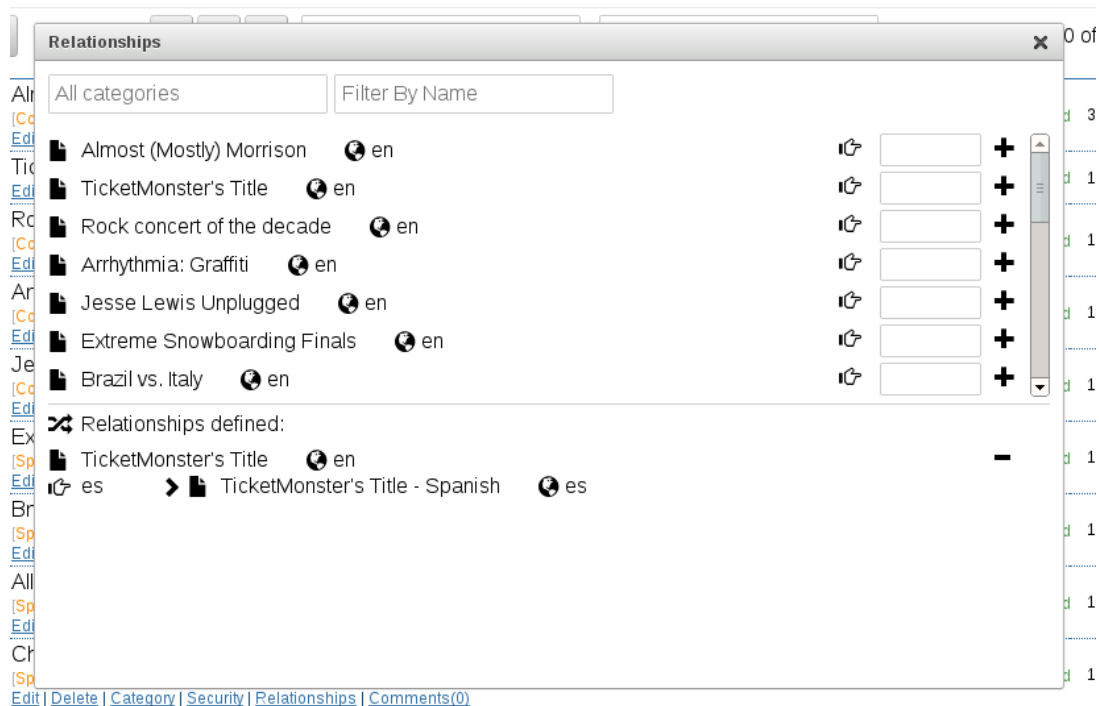 0 of
Relationships
All categories
Filter By Name
Almost (Mostly) Morrison en
TicketMonster's Title en
Rock concert of the decade en
Arrhythmia: Graffiti en
Jesse Lewis Unplugged en
Extreme Snowboarding Finals en
Brazil vs. Italy en
Relationships defined:
TicketMonster's Title en
es TicketMonster's Title - Spanish es
Edit | Delete | Category | Security | Relationships | Comments(0)